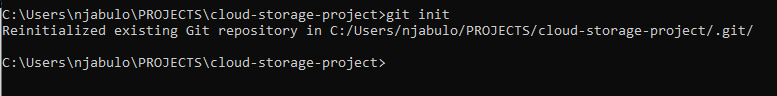 C:\Users\njabulo\PROJECTS\cloud-storage-project>git init
Reinitialized existing Git repository in C:/Users/njabulo/PROJECTS/cloud-storage-project/.git/
C:\Users\njabulo\PROJECTS\cloud-storage-project>